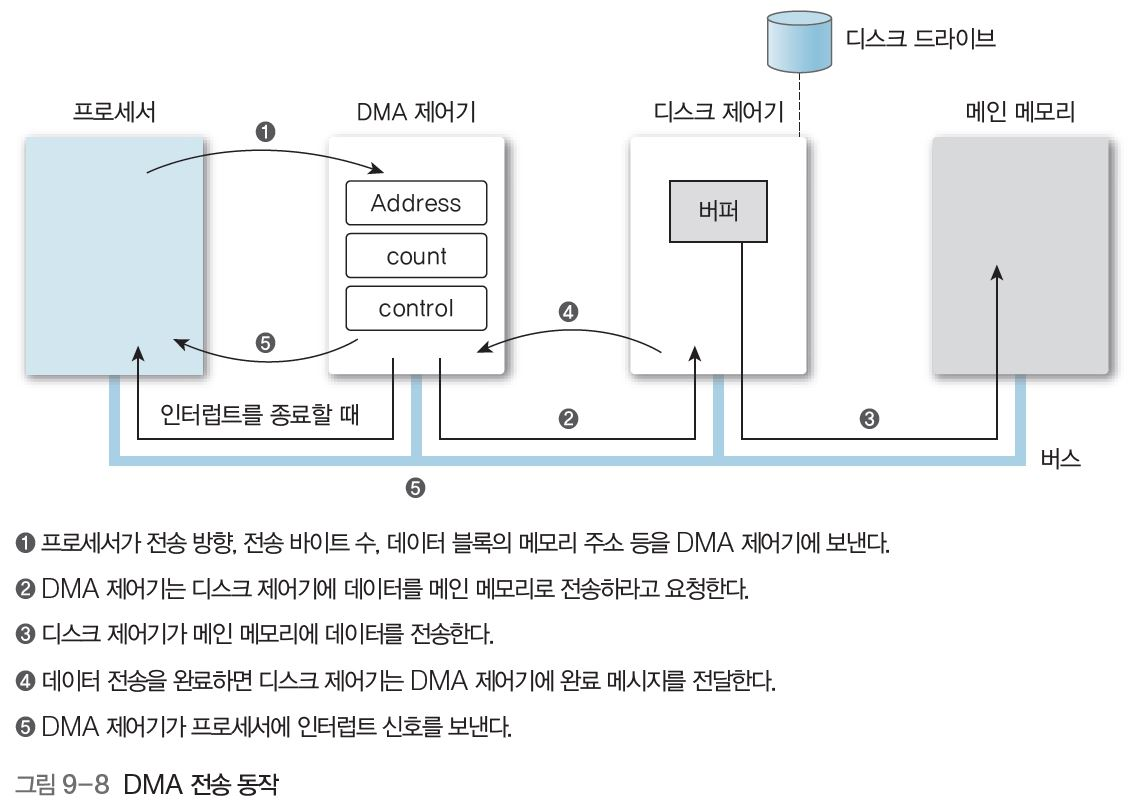 디스크 드라이브
프로세서
DMA 제어기
디스크 제어기
메인 메모리
❶
Address
버퍼
count
control
❹
❺
인터럽트를 종료할 때
❷
❸
버스
❺
❶ 프로세서가 전송 방향, 전송 바이트 수, 데이터 블록의 메모리 주소 등을 DMA 제어기에 보낸다.
❷ DMA 제어기는 디스크 제어기에 데이터를 메인 메모리로 전송하라고 요청한다.
❸ 디스크 제어기가 메인 메모리에 데이터를 전송한다.
❹ 데이터 전송을 완료하면 디스크 제어기는 DMA 제어기에 완료 메시지를 전달한다.
❺ DMA 제어기가 프로세서에 인터럽트 신호를 보낸다.
그림 9-8 DMA 전송 동작